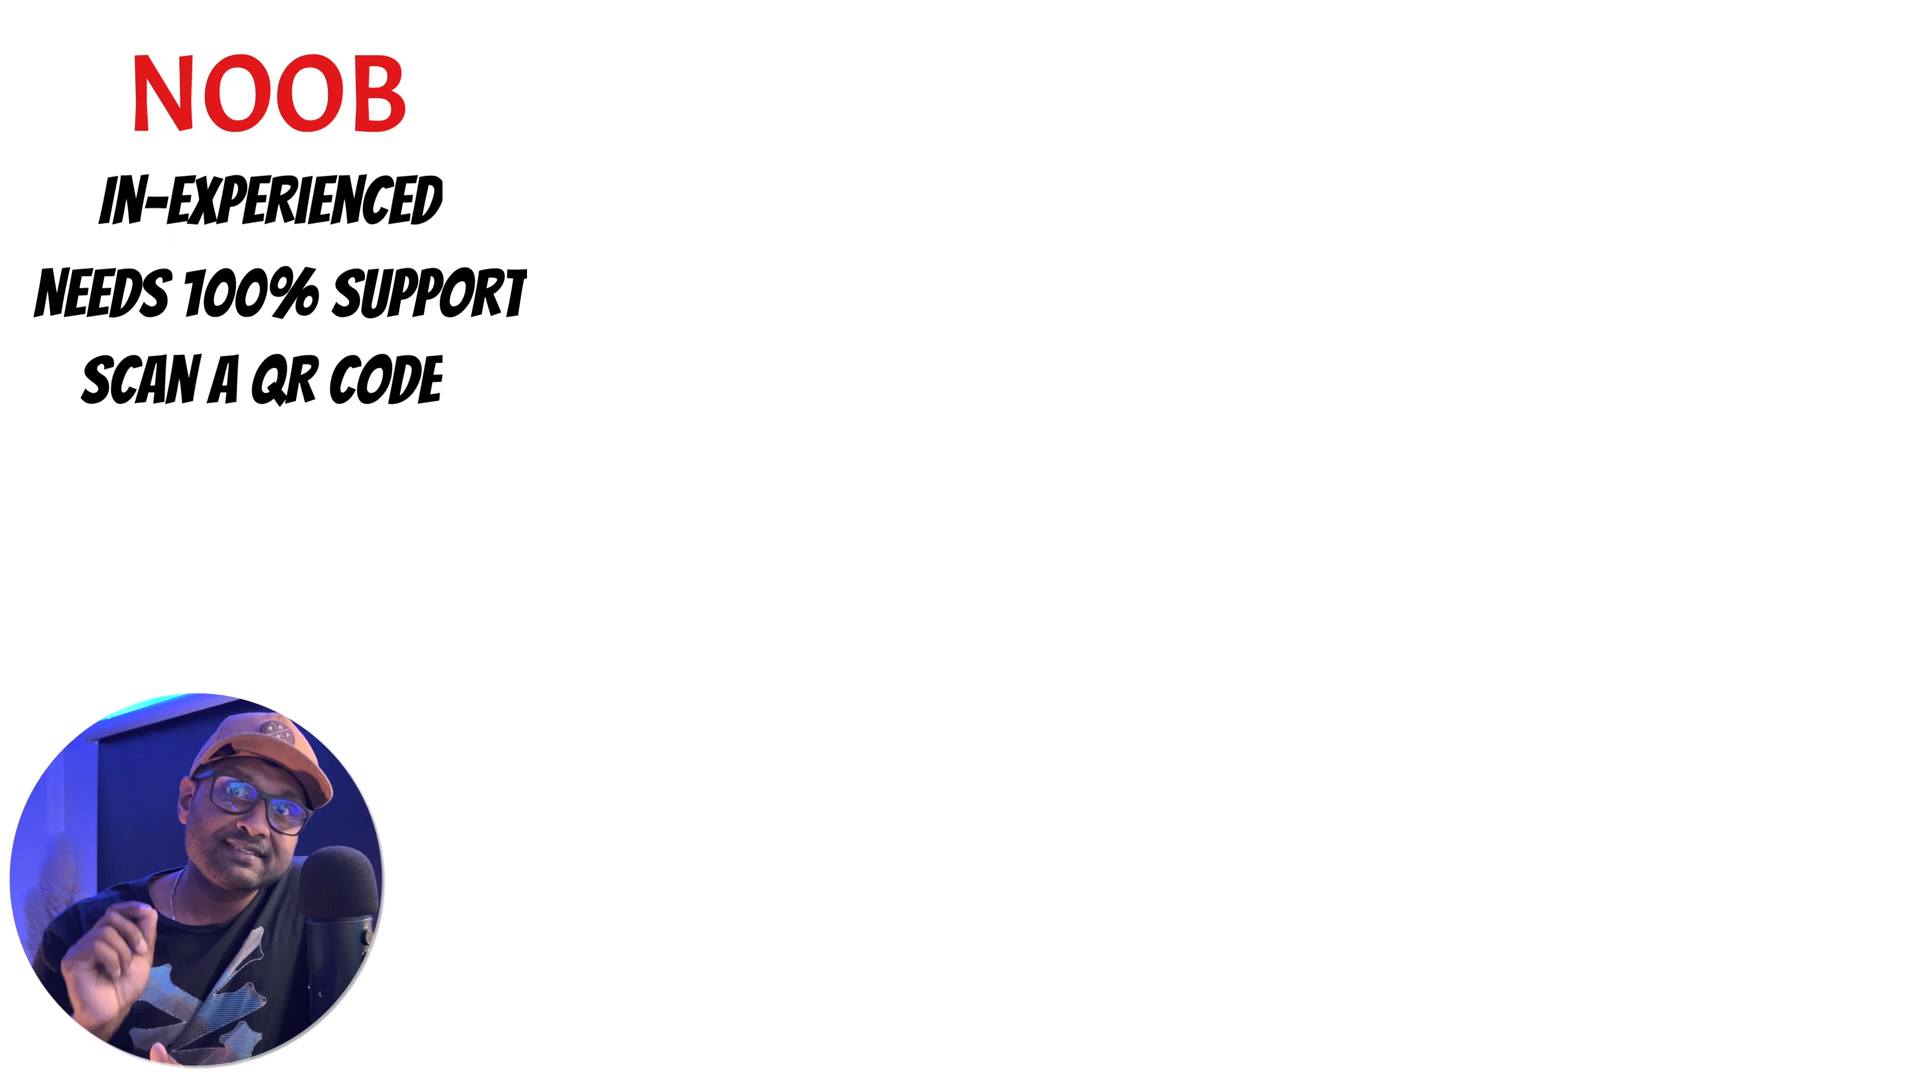 NOOB
IN-EXPERIENCED
NEEDS 100% SUPPORT
SCAN A QR CODE